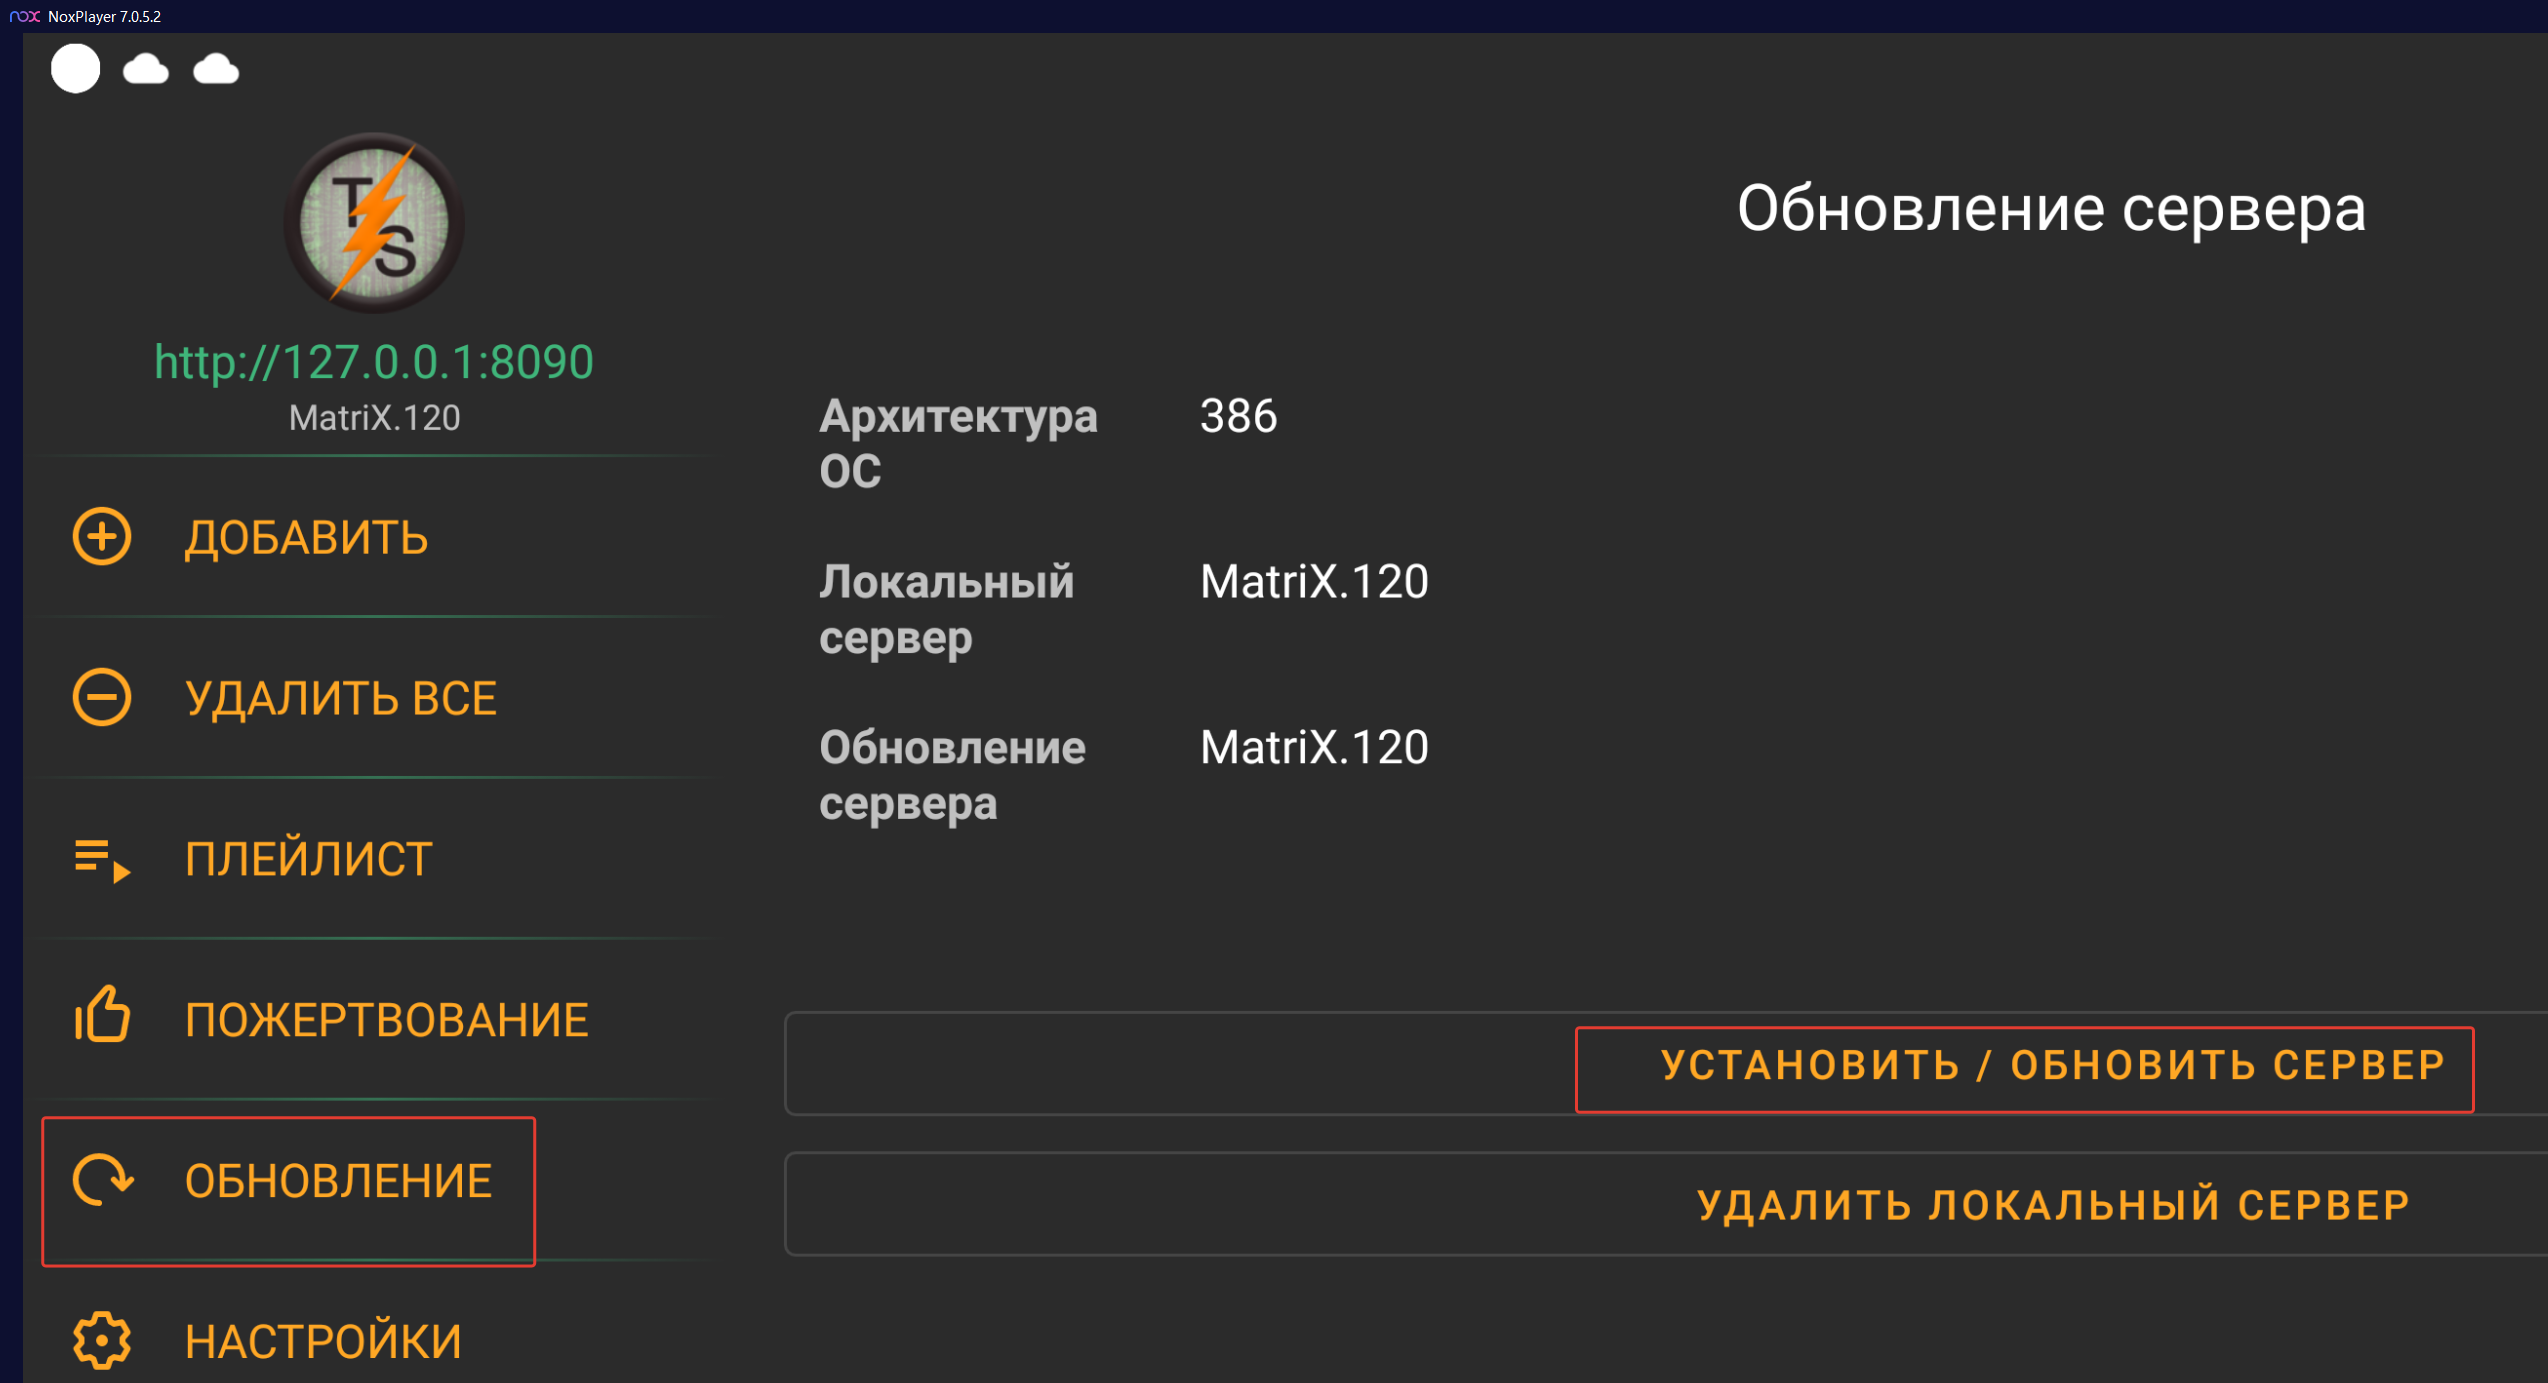 nox NoxPlayer 7.0.5.2
TS
http://127.0.0.1:8090
MatriX.120
ДОБАВИТЬ
УДАЛИТЬ ВСЕ
ПЛЕЙЛИСТ
ПОЖЕРТВОВАНИЕ
ОБНОВЛЕНИЕ
НАСТРОЙКИ
Обновление сервера
Архитектура 386
ОС
Локальный MatriX.120
сервер
Обновление MatriX.120
сервера
УСТАНОВИТЬ / ОБНОВИТЬ СЕРВЕР
УДАЛИТЬ ЛОКАЛЬНЫЙ СЕРВЕР